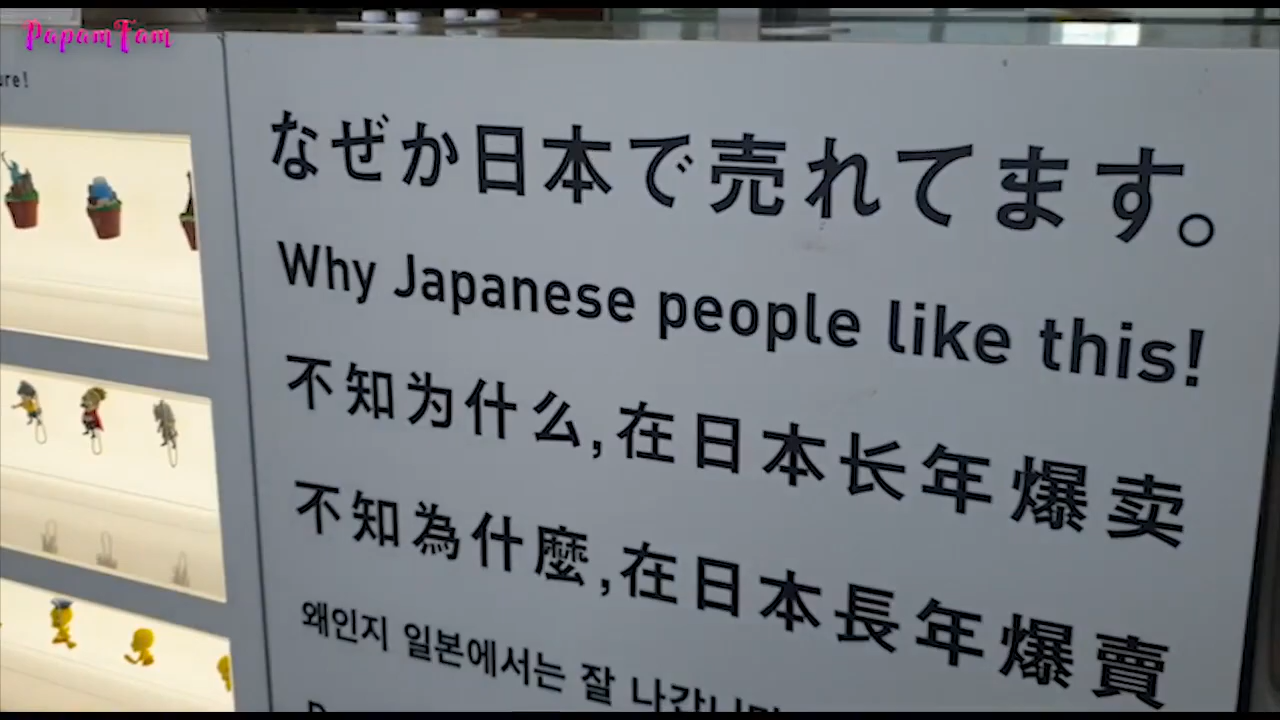 PapamFam
ure!
なぜか日本で売れてます。
Why Japanese people like this!
不知为什么,在日本长年爆卖
不知為什麼,在日本長年爆賣
왜인지 일본에서는 잘